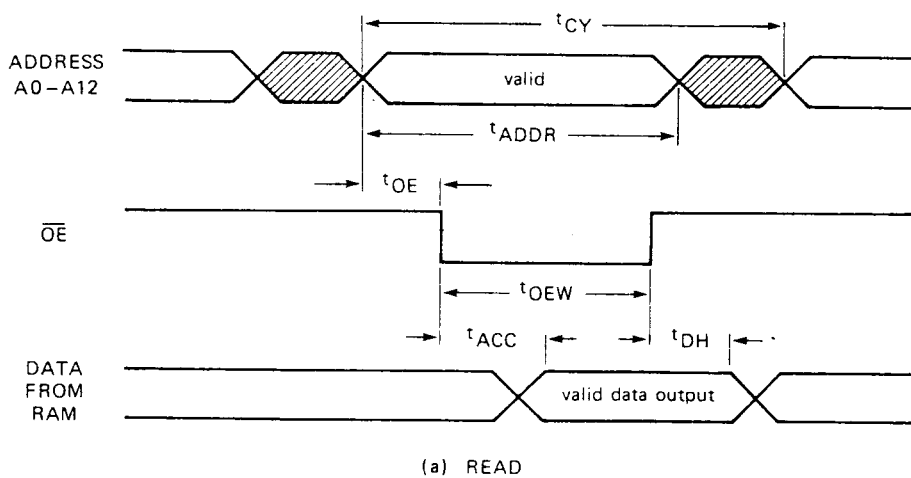 tCY
ADDRESS
A0-A12
valid
tADDR
tOE
OE
tOEW
tACC
tDH
DATA
FROM
RAM
valid data output
(a) READ